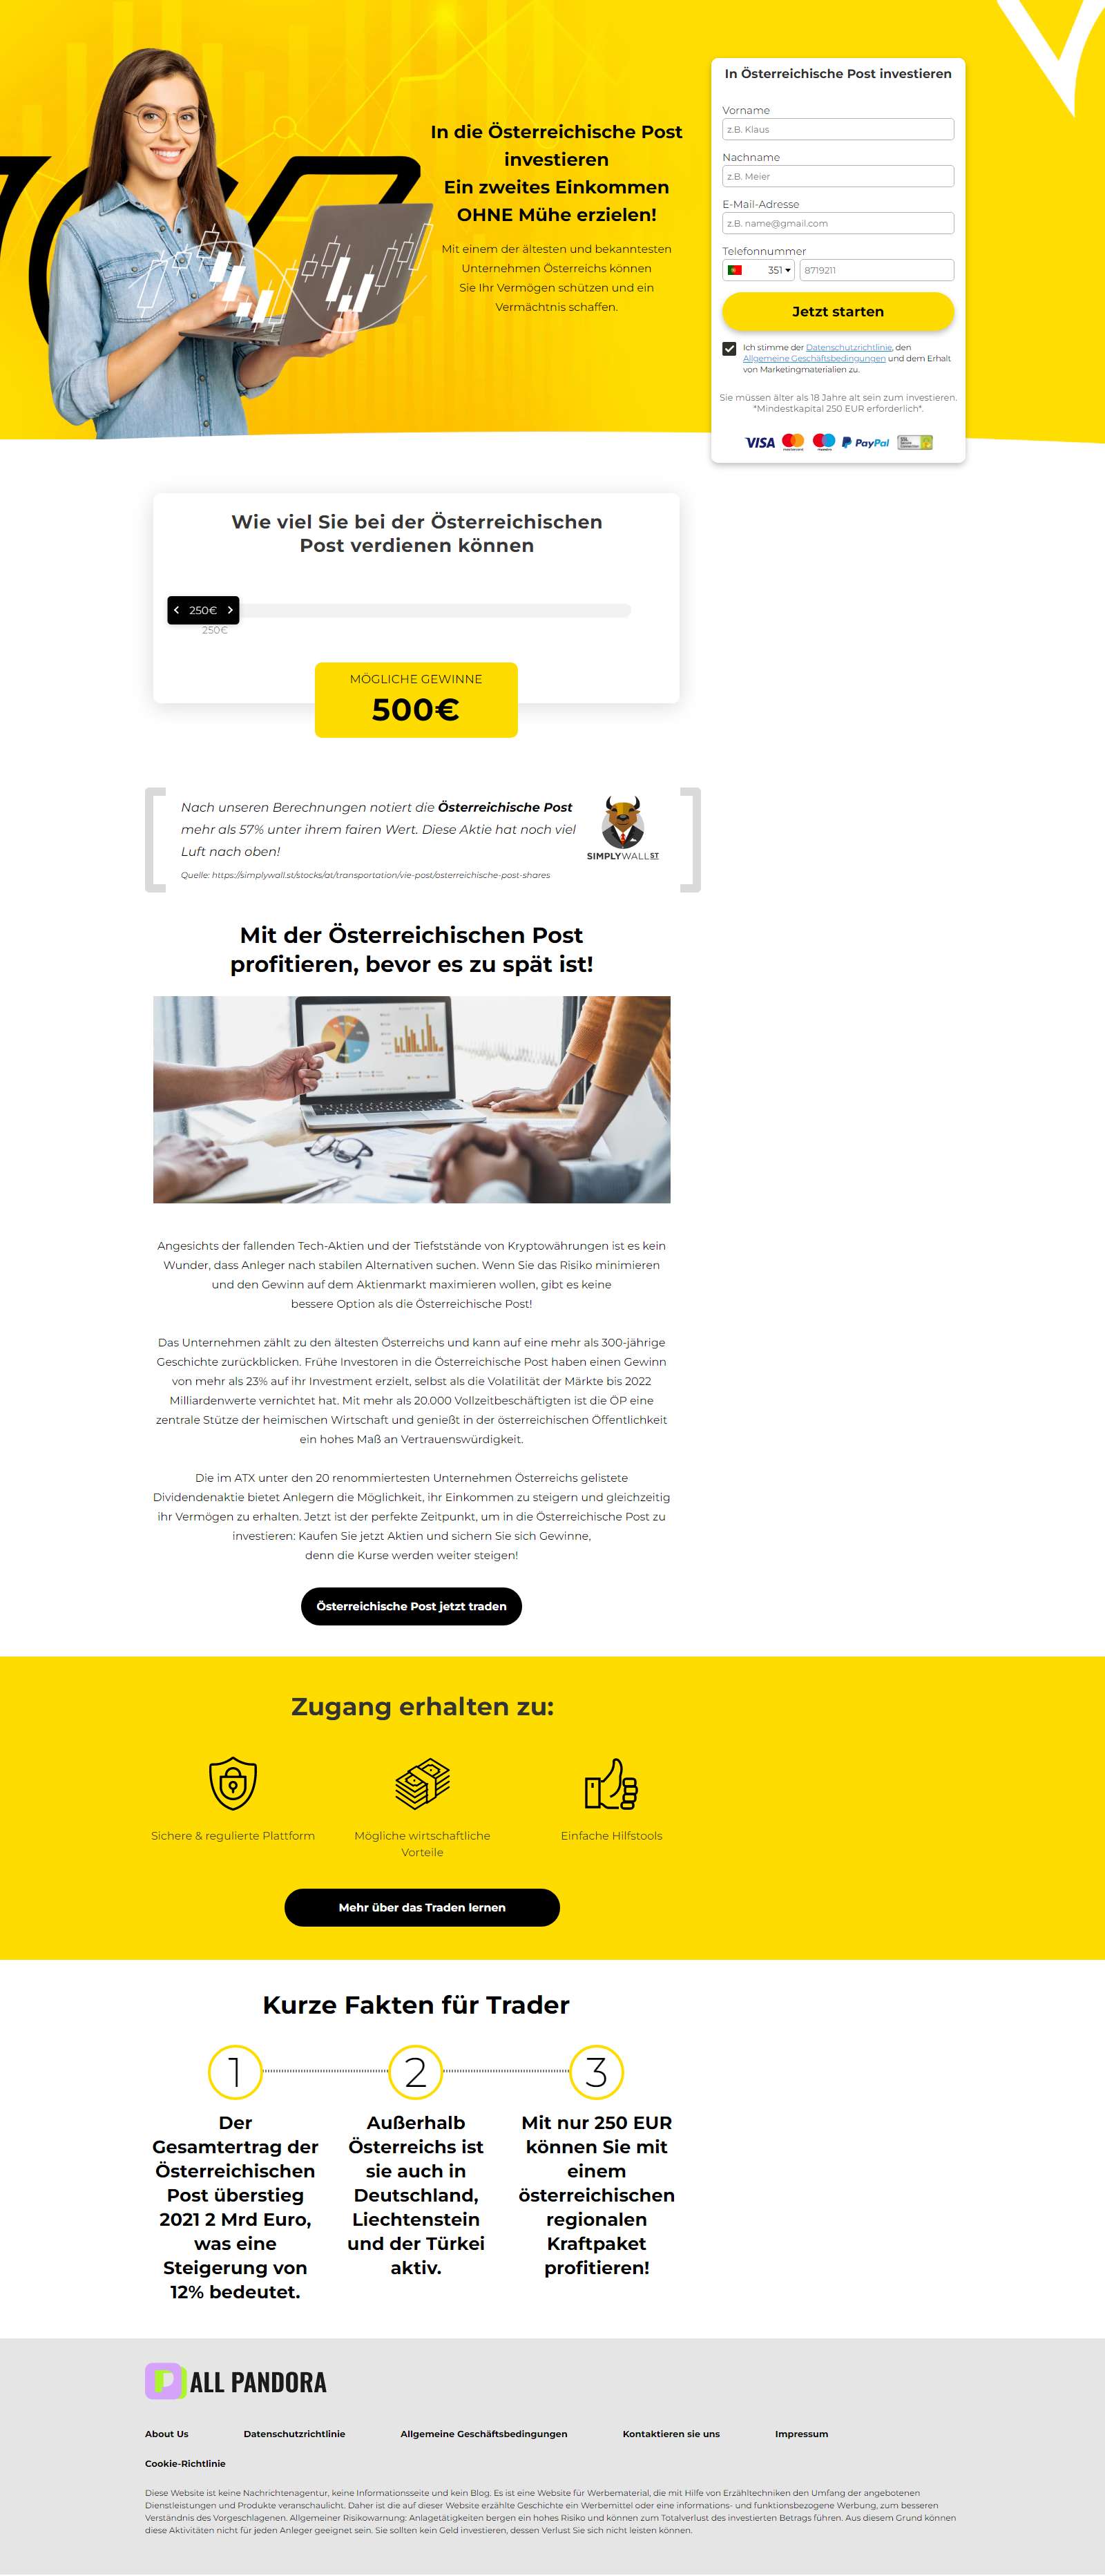 In die Österreichische Post
investieren
Ein zweites Einkommen
OHNE Mühe erzielen!
Mit einem der ältesten und bekanntesten
Unternehmen Österreichs können
Sie Ihr Vermögen schützen und ein
Vermächtnis schaffen.
In Österreichische Post investieren
Vorname
z.B. Klaus
Nachname
z.B. Meier
E-Mail-Adresse
z.B. name@gmail.com
Telefonnummer
351 8719211
Jetzt starten
Ich stimme der Datenschutzrichtlinie, den
Allgemeine Geschäftsbedingungen und dem Erhalt
von Marketingmaterialien zu.
Sie müssen älter als 18 Jahre alt sein zum investieren.
*Mindestkapital 250 EUR erforderlich*.
VISA PayPal
Wie viel Sie bei der Österreichischen
Post verdienen können
250€
250€
MÖGLICHE GEWINNE
500€
Nach unseren Berechnungen notiert die Österreichische Post
mehr als 57% unter ihrem fairen Wert. Diese Aktie hat noch viel
Luft nach oben!
SIMPLYWALLST
Quelle: https://simplywall.st/stocks/at/transportation/vie-post/osterreichische-post-shares
Mit der Österreichischen Post
profitieren, bevor es zu spät ist!
Angesichts der fallenden Tech-Aktien und der Tiefststände von Kryptowährungen ist es kein
Wunder, dass Anleger nach stabilen Alternativen suchen. Wenn Sie das Risiko minimieren
und den Gewinn auf dem Aktienmarkt maximieren wollen, gibt es keine
bessere Option als die Österreichische Post!
Das Unternehmen zählt zu den ältesten Österreichs und kann auf eine mehr als 300-jährige
Geschichte zurückblicken. Frühe Investoren in die Österreichische Post haben einen Gewinn
von mehr als 23% auf ihr Investment erzielt, selbst als die Volatilität der Märkte bis 2022
Milliardenwerte vernichtet hat. Mit mehr als 20.000 Vollzeitbeschäftigten ist die ÖP eine
zentrale Stütze der heimischen Wirtschaft und genießt in der österreichischen Öffentlichkeit
ein hohes Maß an Vertrauenswürdigkeit.
Die im ATX unter den 20 renommiertesten Unternehmen Österreichs gelistete
Dividendenaktie bietet Anlegern die Möglichkeit, ihr Einkommen zu steigern und gleichzeitig
ihr Vermögen zu erhalten. Jetzt ist der perfekte Zeitpunkt, um in die Österreichische Post zu
investieren: Kaufen Sie jetzt Aktien und sichern Sie sich Gewinne,
denn die Kurse werden weiter steigen!
Österreichische Post jetzt traden
Zugang erhalten zu:
Sichere & regulierte Plattform
Mögliche wirtschaftliche
Vorteile
Einfache Hilfstools
Mehr über das Traden lernen
Kurze Fakten für Trader
1
Der
Gesamtertrag der
Österreichischen
Post überstieg
2021 2 Mrd Euro,
was eine
Steigerung von
12% bedeutet.
2
Außerhalb
Österreichs ist
sie auch in
Deutschland,
Liechtenstein
und der Türkei
aktiv.
3
Mit nur 250 EUR
können Sie mit
einem
österreichischen
regionalen
Kraftpaket
profitieren!
ALL PANDORA
About Us Datenschutzrichtlinie Allgemeine Geschäftsbedingungen Kontaktieren sie uns Impressum
Cookie-Richtlinie
Diese Website ist keine Nachrichtenagentur, keine Informationsseite und kein Blog. Es ist eine Website für Werbematerial, die mit Hilfe von Erzähltechniken den Umfang der angebotenen
Dienstleistungen und Produkte veranschaulicht. Daher ist die auf dieser Website erzählte Geschichte ein Werbemittel oder eine informations- und funktionsbezogene Werbung, zum besseren
Verständnis des Vorgeschlagenen. Allgemeiner Risikowarnung: Anlagetätigkeiten bergen ein hohes Risiko und können zum Totalverlust des investierten Betrags führen. Aus diesem Grund können
diese Aktivitäten nicht für jeden Anleger geeignet sein. Sie sollten kein Geld investieren, dessen Verlust Sie sich nicht leisten können.